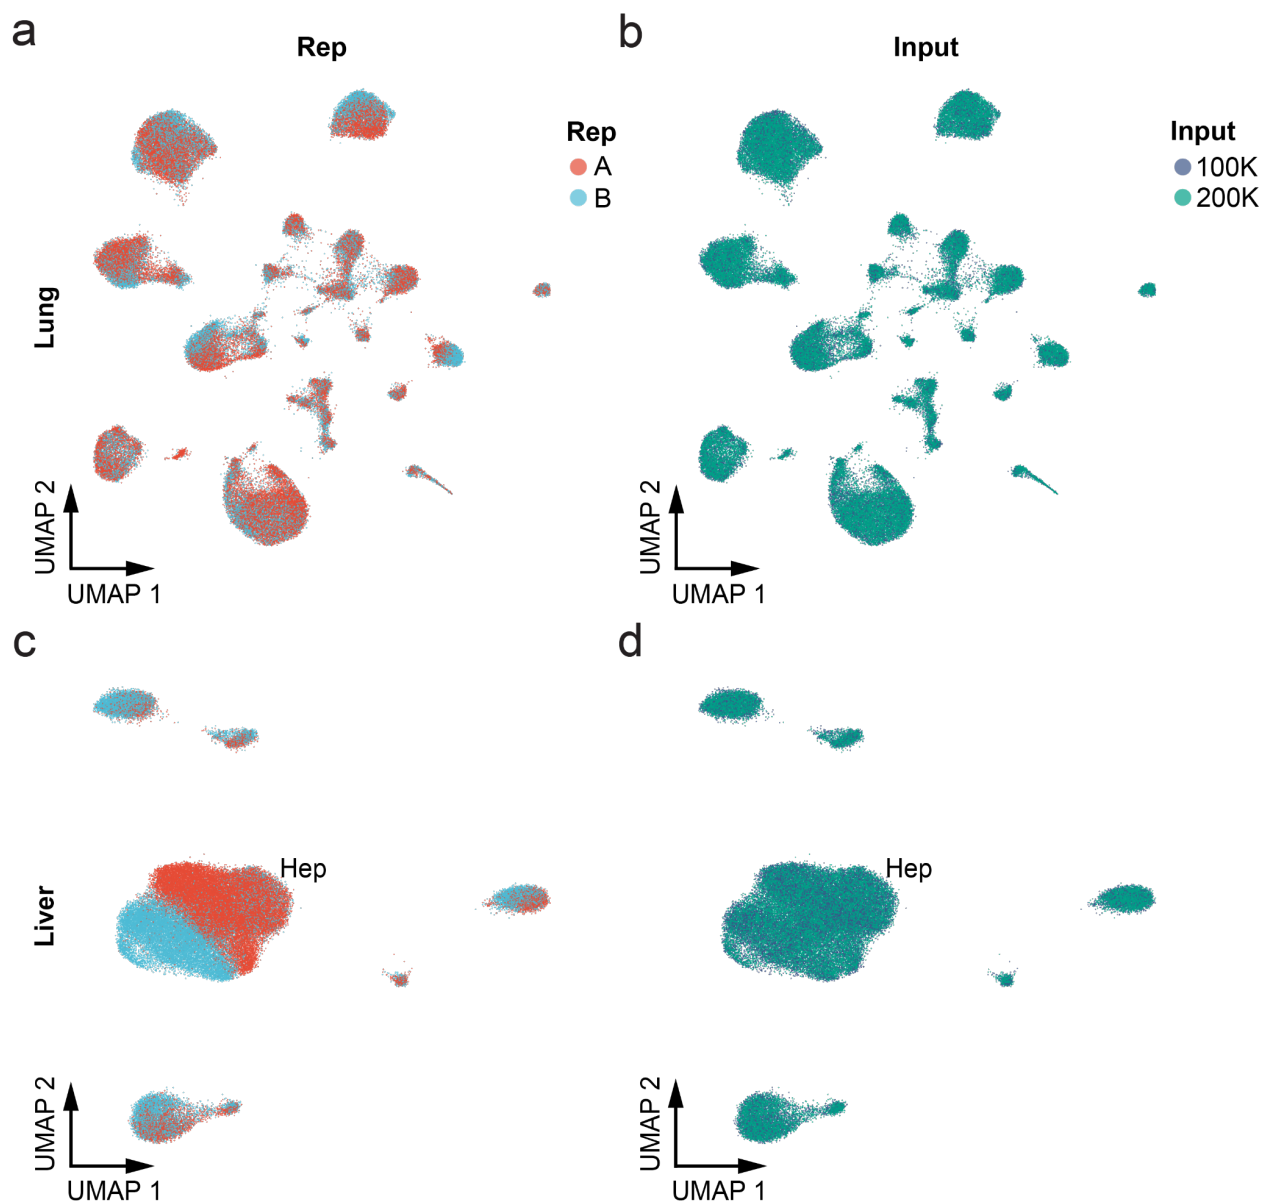 a
b
Rep
Input
Rep
A
B
Input
100K
200K
Lung
UMAP 2
UMAP 1
UMAP 2
UMAP 1
c
d
Liver
Hep
Hep
UMAP 2
UMAP 1
UMAP 2
UMAP 1